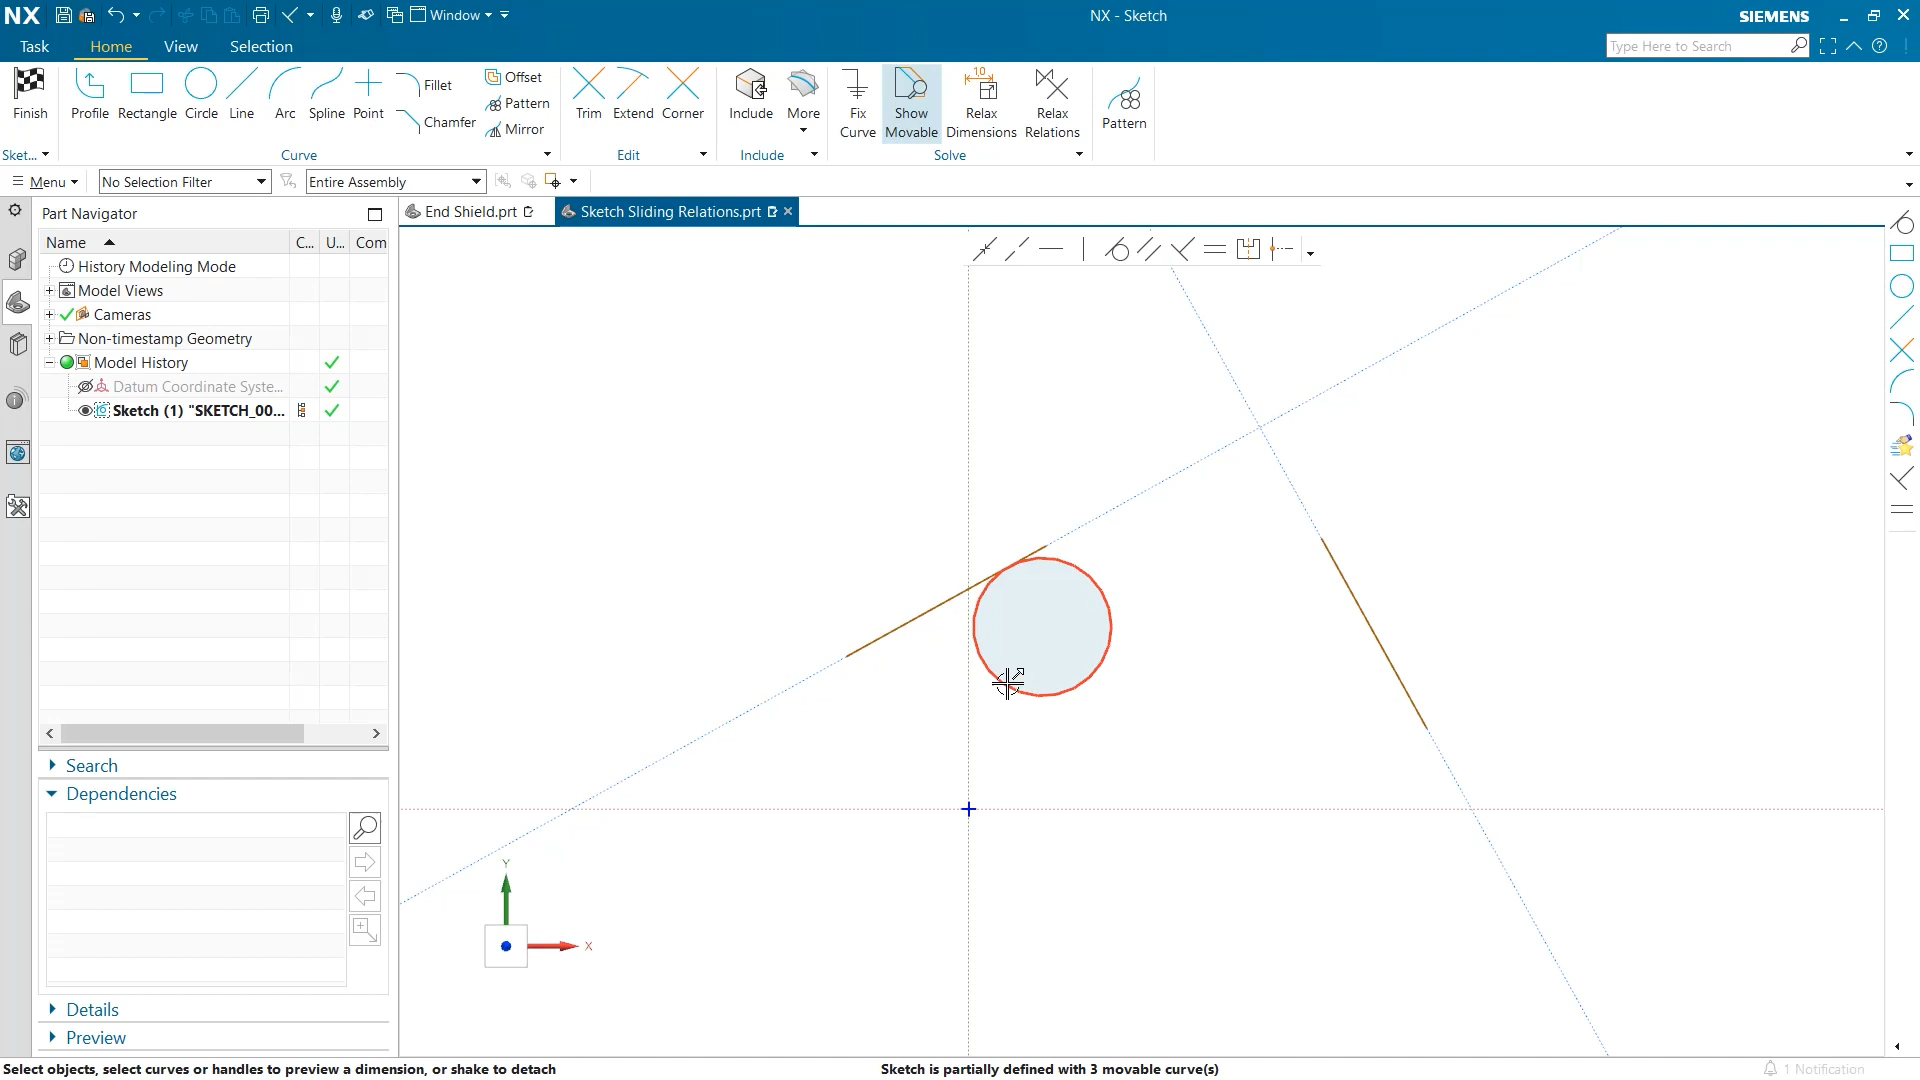 NX
Window
NX - Sketch
SIEMENS
Task
Home
View
Selection
Type Here to Search
Finish
Profile
Rectangle
Circle
Line
Arc
Spline
Point
Fillet
Chamfer
Offset
Pattern
Mirror
Trim
Extend
Corner
Include
More
Fix
Curve
Show
Movable
1,0
Relax
Dimensions
Relax
Relations
Pattern
Sket...
Curve
Edit
Include
Solve
Menu
No Selection Filter
Entire Assembly
Part Navigator
End Shield.prt
Sketch Sliding Relations.prt
Name
C...
U...
Com
History Modeling Mode
Model Views
Cameras
Non-timestamp Geometry
Model History
Datum Coordinate Syste...
Sketch (1) "SKETCH_00...
Search
Dependencies
Details
Preview
Y
X
Select objects, select curves or handles to preview a dimension, or shake to detach
Sketch is partially defined with 3 movable curve(s)
1 Notification